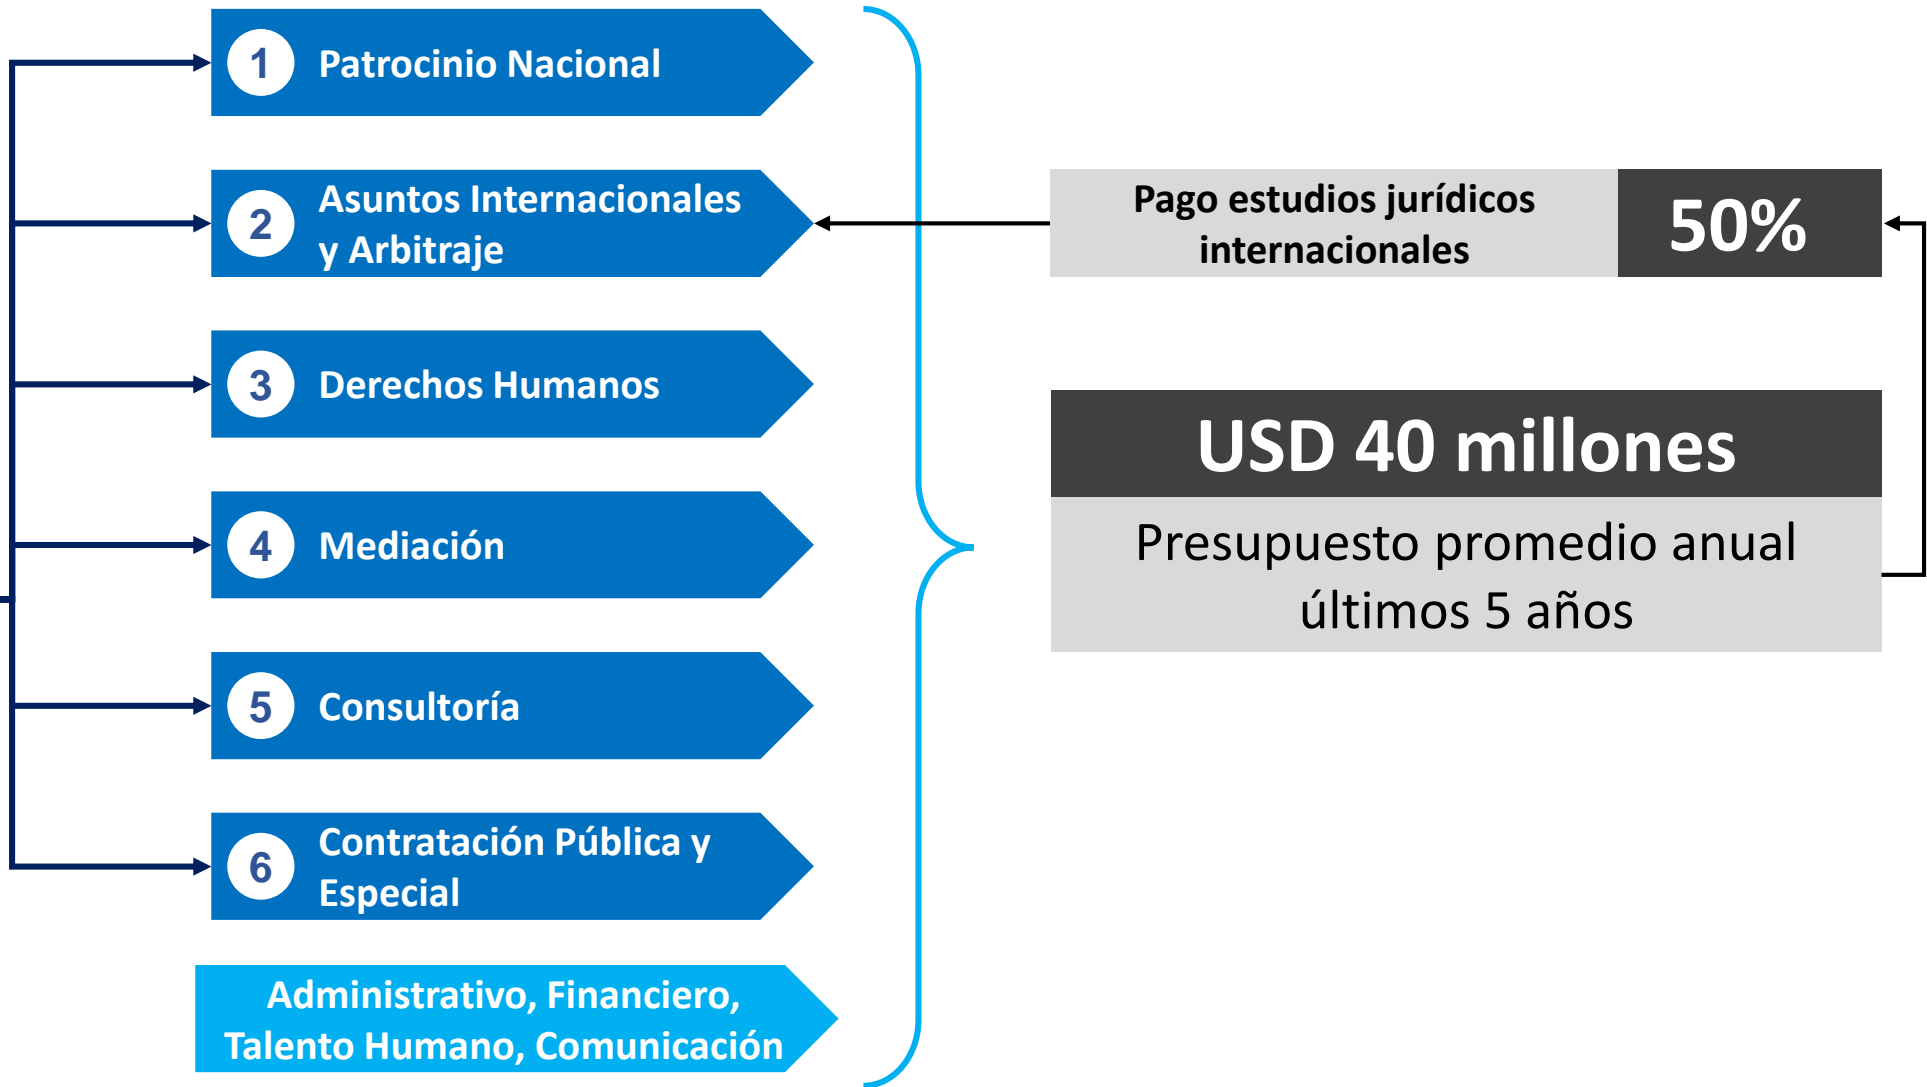 1 Patrocinio Nacional
2 Asuntos Internacionales
y Arbitraje
3 Derechos Humanos
4 Mediación
5 Consultoría
6 Contratación Pública y
Especial
Administrativo, Financiero,
Talento Humano, Comunicación
Pago estudios jurídicos
internacionales
50%
USD 40 millones
Presupuesto promedio anual
últimos 5 años